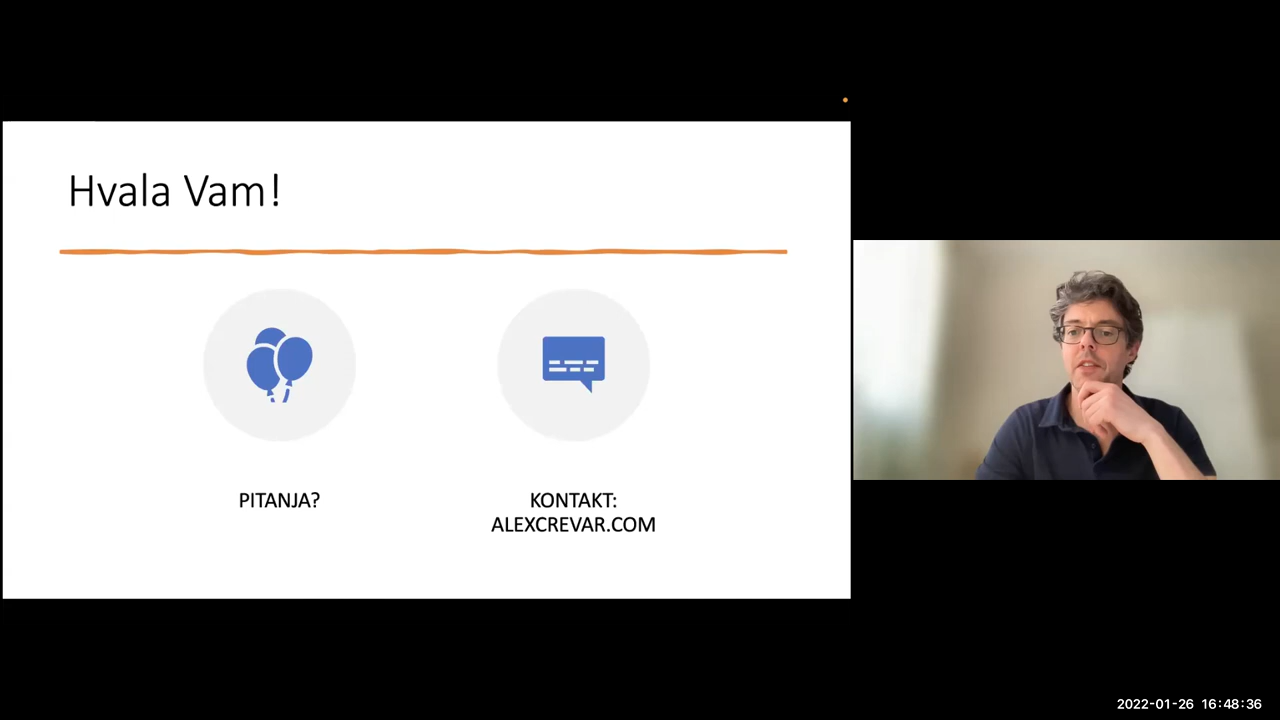 Hvala Vam!
PITANJA?
KONTAKT:
ALEXCREVAR.COM
2022-01-26 16:48:36